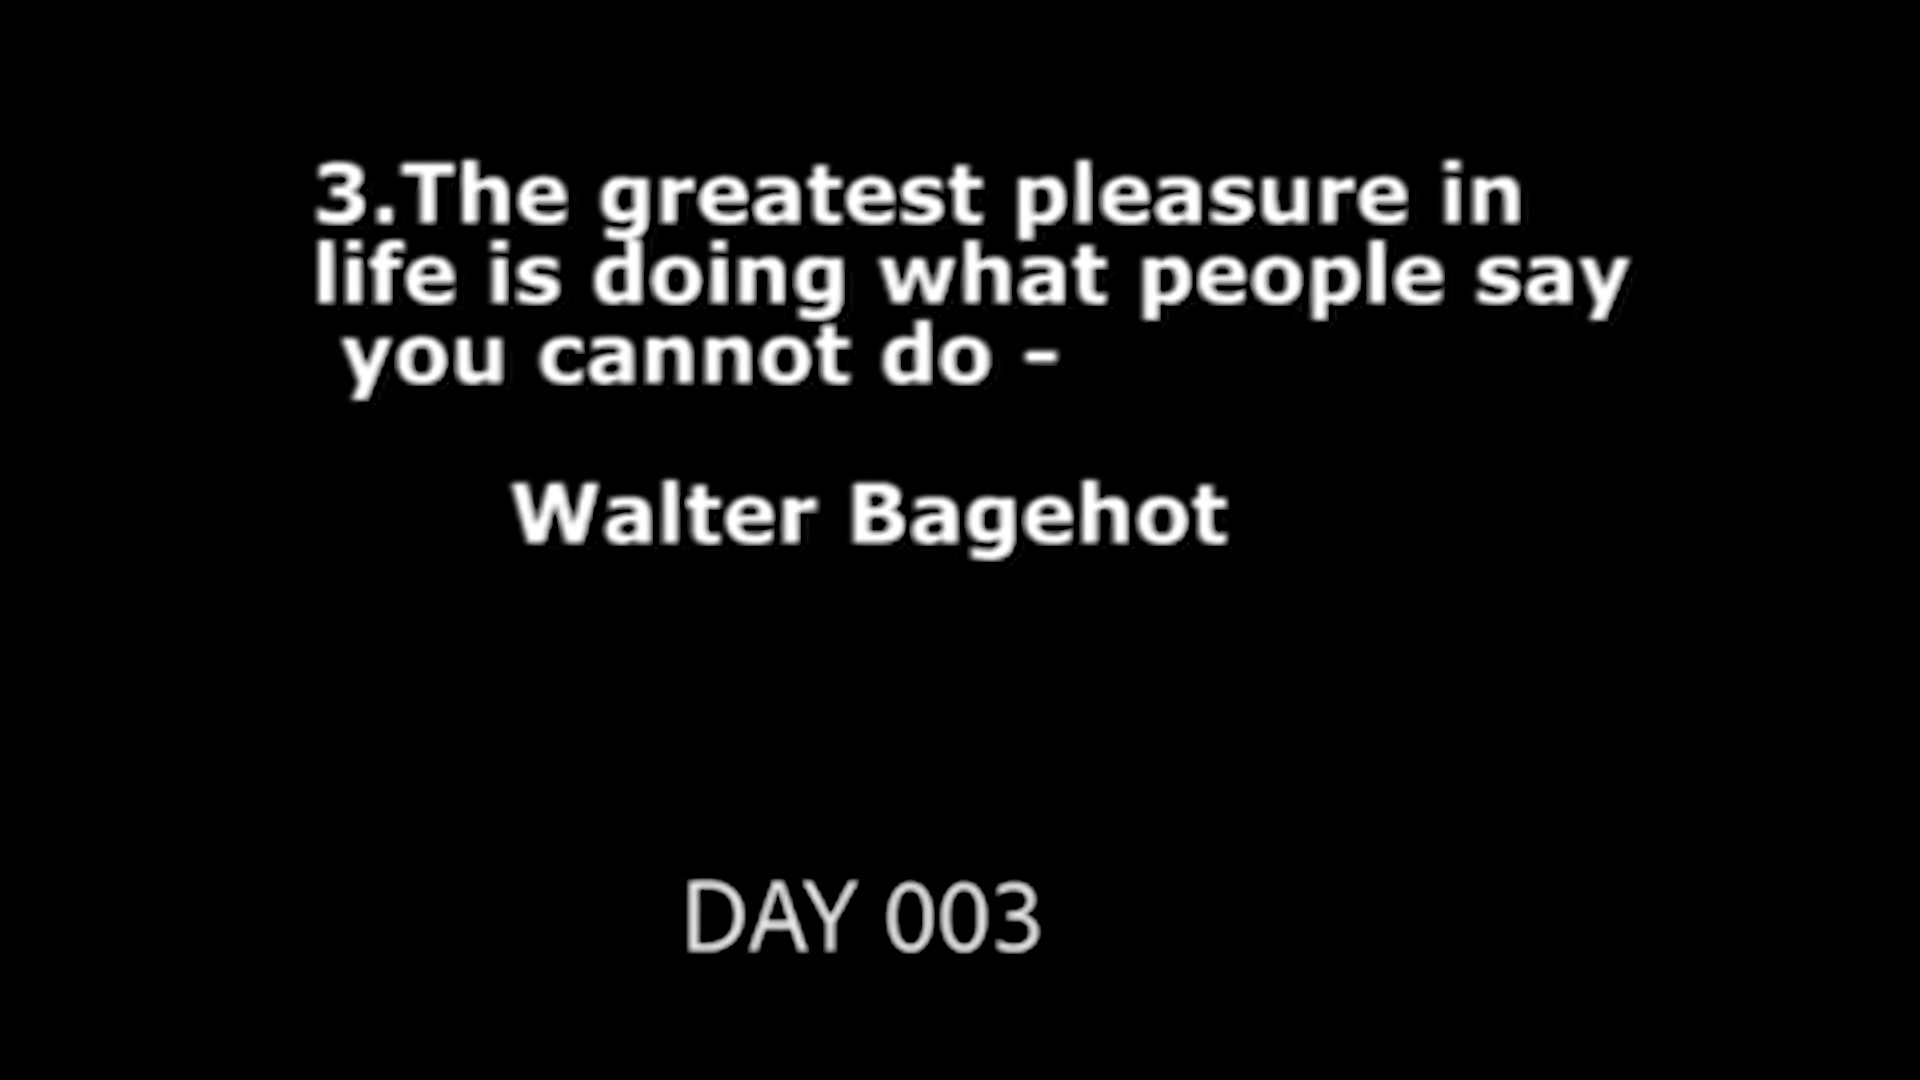 3.The greatest pleasure in
life is doing what people say
you cannot do -
Walter Bagehot
DAY 003